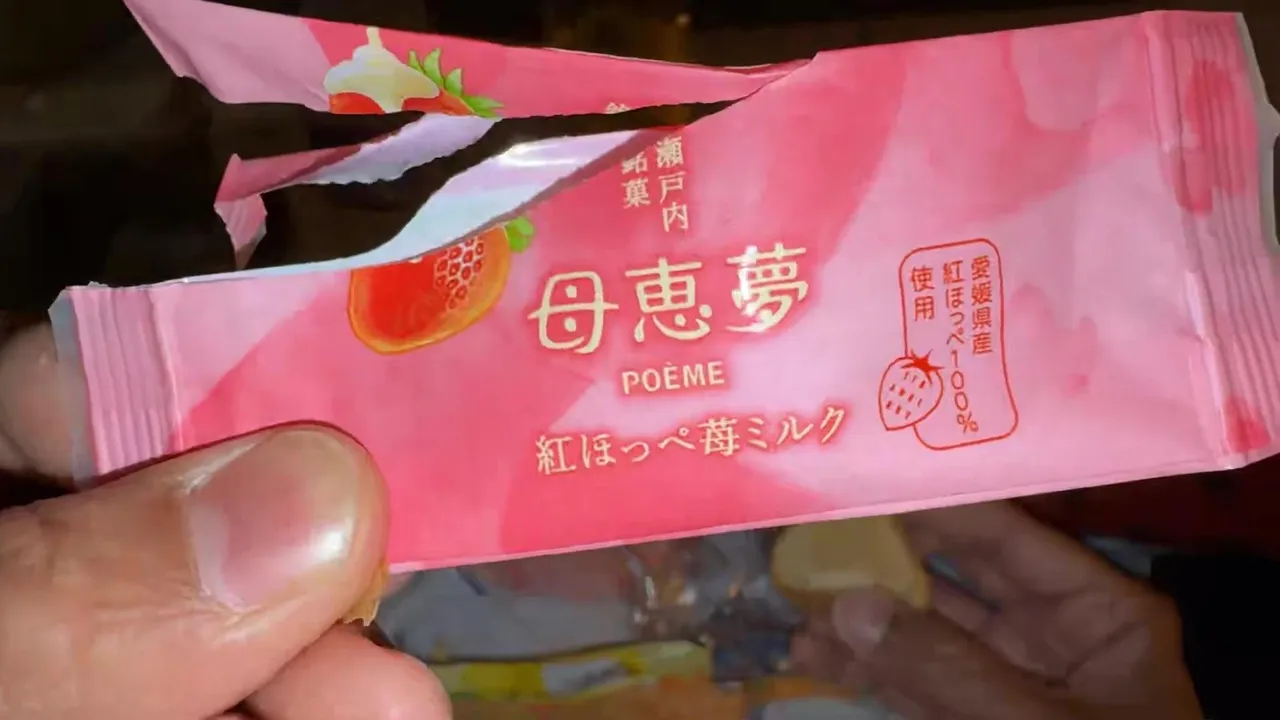 瀬戸内
銘菓
母恵夢
POÈME
紅ほっぺ苺ミルク
愛媛県産
紅ほっぺ100%
使用